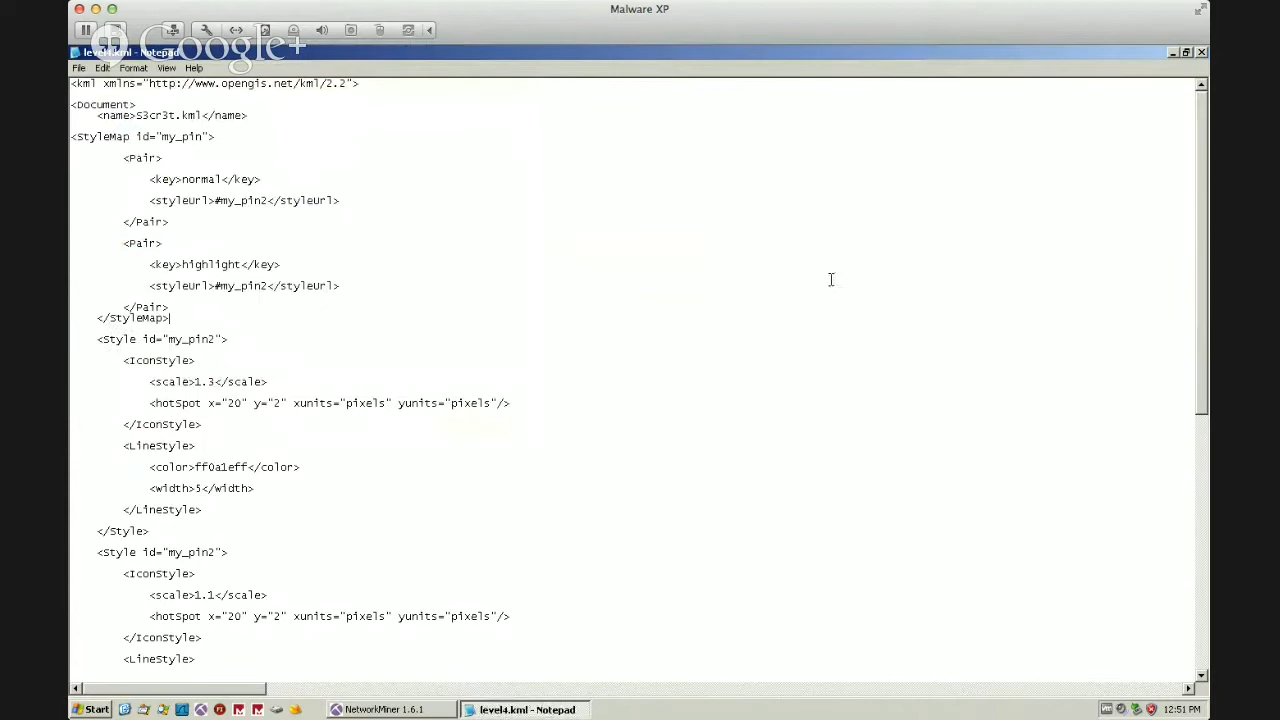 Malware XP
Google+
level4.kml - Notepad
File Edit Format View Help
<kml xmlns="http://www.opengis.net/kml/2.2">
<Document>
<name>S3cr3t.kml</name>
<StyleMap id="my_pin">
<Pair>
<key>normal</key>
<styleUrl>#my_pin2</styleUrl>
</Pair>
<Pair>
<key>highlight</key>
<styleUrl>#my_pin2</styleUrl>
</Pair>
</StyleMap>
<Style id="my_pin2">
<IconStyle>
<scale>1.3</scale>
<hotSpot x="20" y="2" xunits="pixels" yunits="pixels"/>
</IconStyle>
<LineStyle>
<color>ff0a1eff</color>
<width>5</width>
</LineStyle>
</Style>
<Style id="my_pin2">
<IconStyle>
<scale>1.1</scale>
<hotSpot x="20" y="2" xunits="pixels" yunits="pixels"/>
</IconStyle>
<LineStyle>
Start NetworkMiner 1.6.1 level4.kml - Notepad 12:51 PM